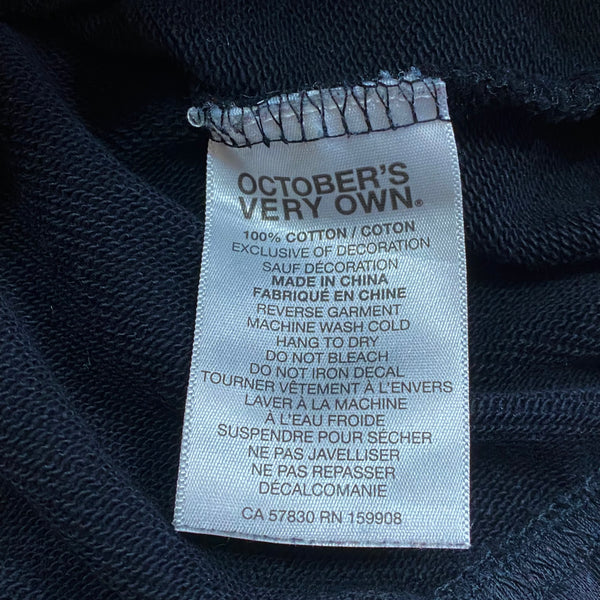 OCTOBER'S
VERY OWN®
100% COTTON / COTON
EXCLUSIVE OF DECORATION
SAUF DÉCORATION
MADE IN CHINA
FABRIQUÉ EN CHINE
REVERSE GARMENT
MACHINE WASH COLD
HANG TO DRY
DO NOT BLEACH
DO NOT IRON DECAL
TOURNER VÊTEMENT À L'ENVERS
LAVER À LA MACHINE
À L'EAU FROIDE
SUSPENDRE POUR SÉCHER
NE PAS JAVELLISER
NE PAS REPASSER
DÉCALCOMANIE
CA 57830 RN 159908